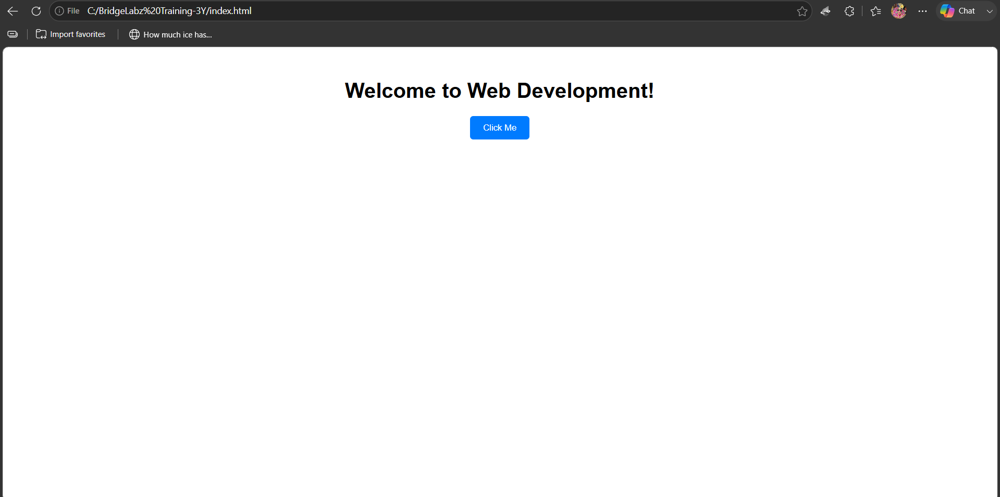 File C:/BridgeLabz%20Training-3Y/index.html Chat
Import favorites How much ice has...
Welcome to Web Development!
Click Me